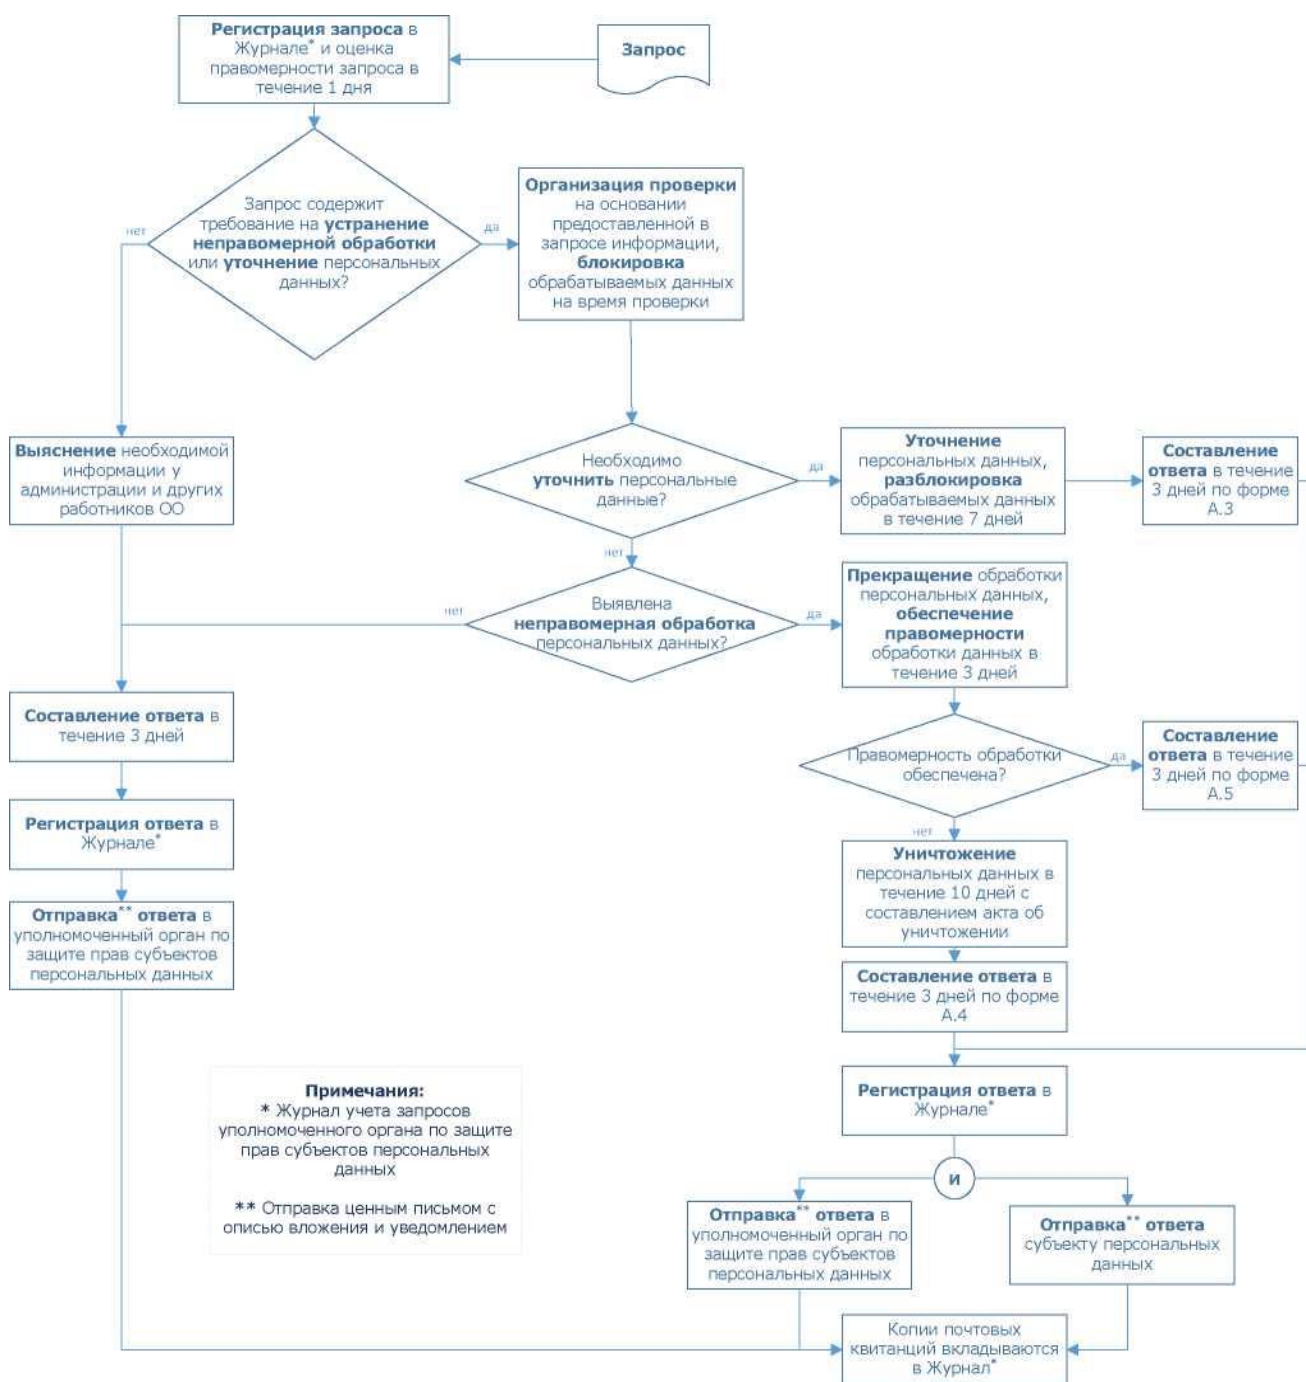 Регистрация запроса в
Журнале* и оценка
правомерности запроса в
течение 1 дня
Запрос
Запрос содержит
требование на устранение
неправомерной обработки
или уточнение персональных
данных?
нет
да
Организация проверки
на основании
предоставленной в
запросе информации,
блокировка
обрабатываемых данных
на время проверки
Выяснение необходимой
информации у
администрации и других
работников ОО
Необходимо
уточнить персональные
данные?
да
Уточнение
персональных данных,
разблокировка
обрабатываемых данных
в течение 7 дней
Составление
ответа в течение
3 дней по форме
А.3
нет
Выявлена
неправомерная обработка
персональных данных?
нет
да
Прекращение обработки
персональных данных,
обеспечение
правомерности
обработки данных в
течение 3 дней
Составление ответа в
течение 3 дней
Правомерность обработки
обеспечена?
да
Составление
ответа в течение
3 дней по форме
А.5
нет
Регистрация ответа в
Журнале*
Уничтожение
персональных данных в
течение 10 дней с
составлением акта об
уничтожении
Отправка** ответа в
уполномоченный орган по
защите прав субъектов
персональных данных
Составление ответа в
течение 3 дней по форме
А.4
Регистрация ответа в
Журнале*
Примечания:
* Журнал учета запросов
уполномоченного органа по защите
прав субъектов персональных
данных
** Отправка ценным письмом с
описью вложения и уведомлением
и
Отправка** ответа в
уполномоченный орган по
защите прав субъектов
персональных данных
Отправка** ответа
субъекту персональных
данных
Копии почтовых
квитанций вкладываются
в Журнал*